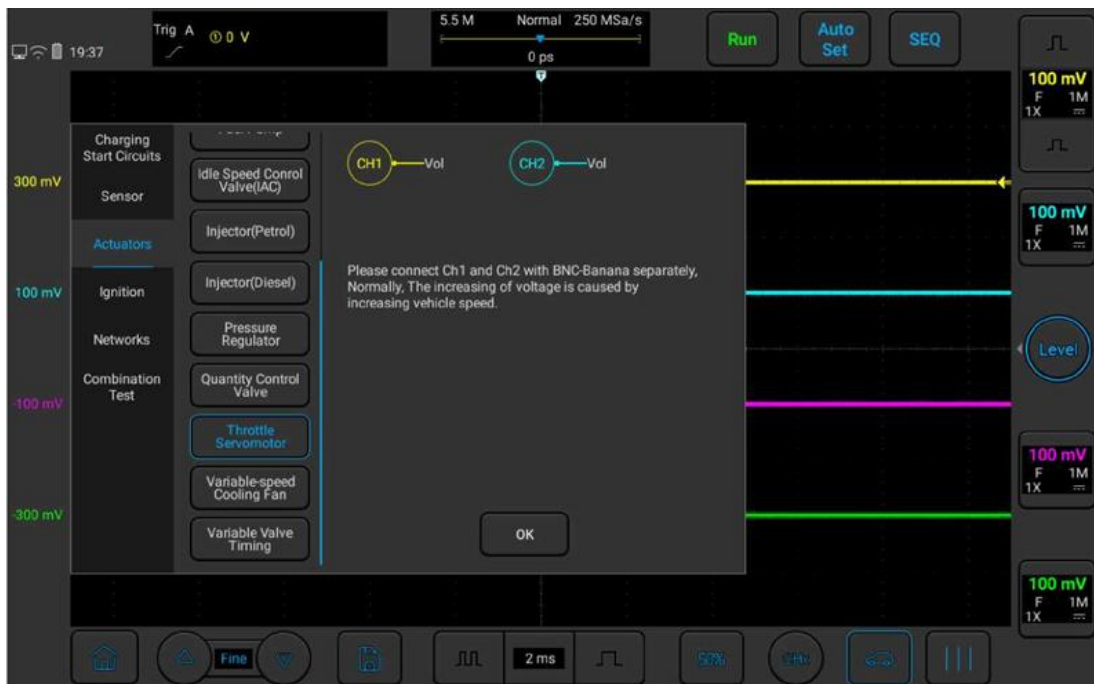 19:37
Trig A ① 0 V
5.5 M Normal 250 MSa/s
0 ps
T
Run
Auto
Set
SEQ
100 mV
F 1M
1X
300 mV
100 mV
-100 mV
-300 mV
Charging
Start Circuits
Sensor
Actuators
Ignition
Networks
Combination
Test
Idle Speed Conrol
Valve(IAC)
Injector(Petrol)
Injector(Diesel)
Pressure
Regulator
Quantity Control
Valve
Throttle
Servomotor
Variable-speed
Cooling Fan
Variable Valve
Timing
CH1 Vol
CH2 Vol
Please connect Ch1 and Ch2 with BNC-Banana separately,
Normally, The increasing of voltage is caused by
increasing vehicle speed.
OK
100 mV
F 1M
1X
Level
100 mV
F 1M
1X
100 mV
F 1M
1X
Fine
2 ms
50%
CHx